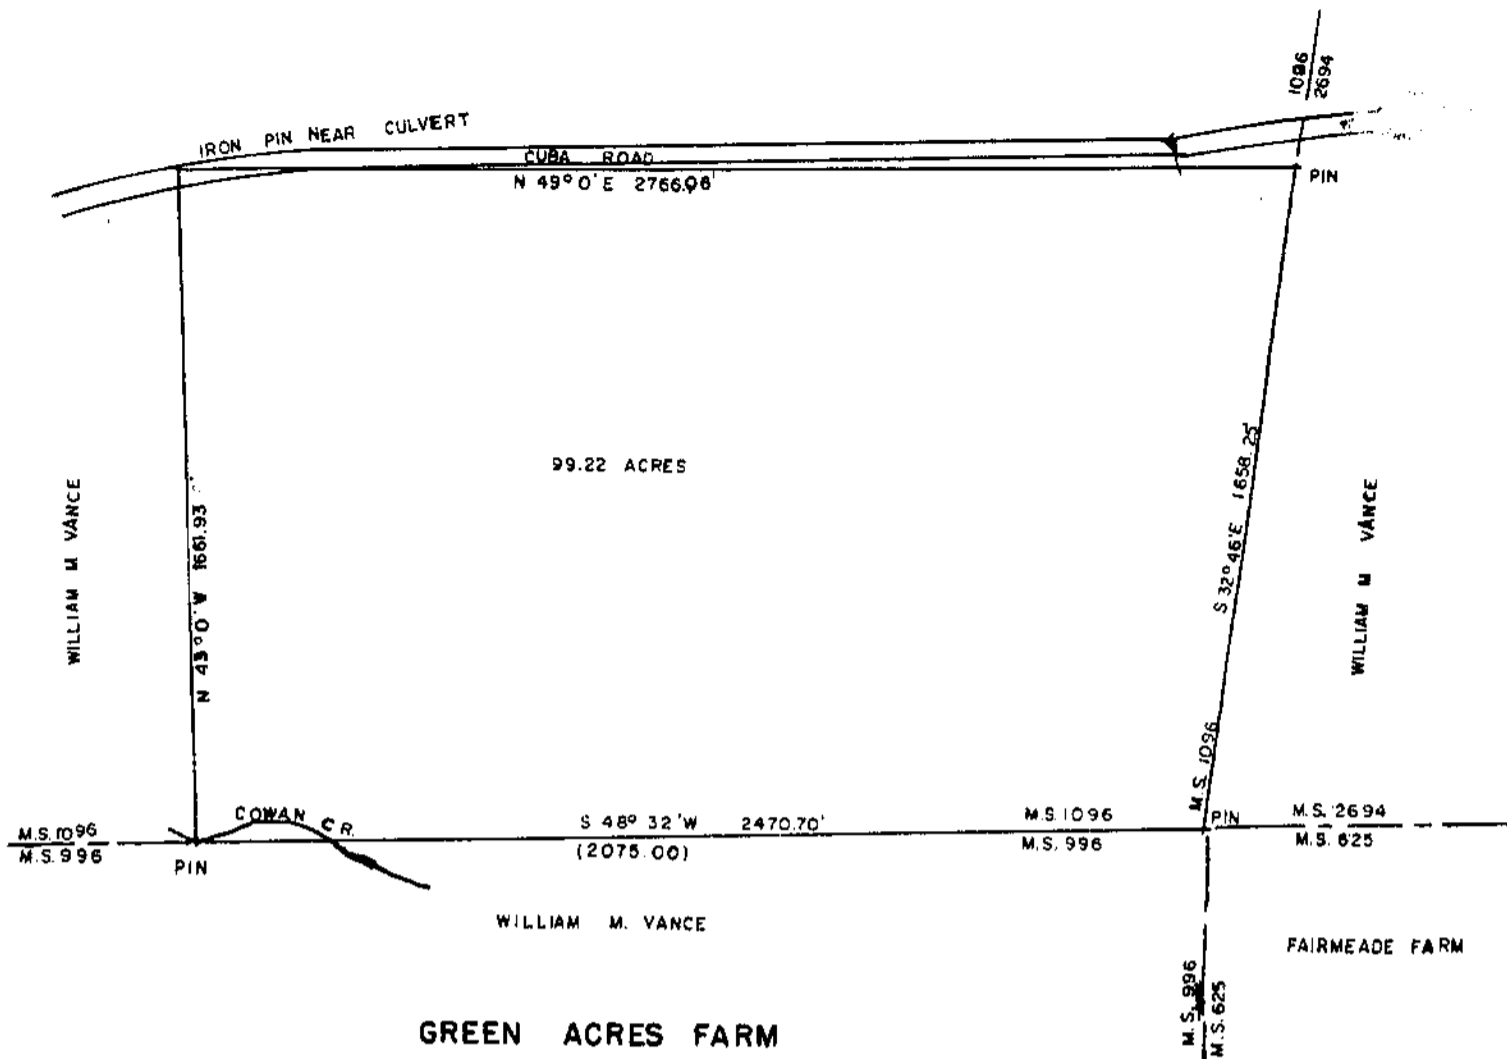 1096
2694
IRON PIN NEAR CULVERT
CUBA ROAD
N 49° 0' E 2766.06'
PIN
99.22 ACRES
WILLIAM M VANCE
N 43° 0' W 1661.93
S 32° 46' E 1658.25'
WILLIAM M VANCE
M.S. 1096
COWAN CR.
M.S. 1096
M.S. 996
PIN
S 48° 32' W 2470.70'
(2075.00)
M.S. 1096
M.S. 996
PIN
M.S. 2694
M.S. 625
WILLIAM M. VANCE
FAIRMEADE FARM
M.S. 996
M.S. 625
GREEN ACRES FARM